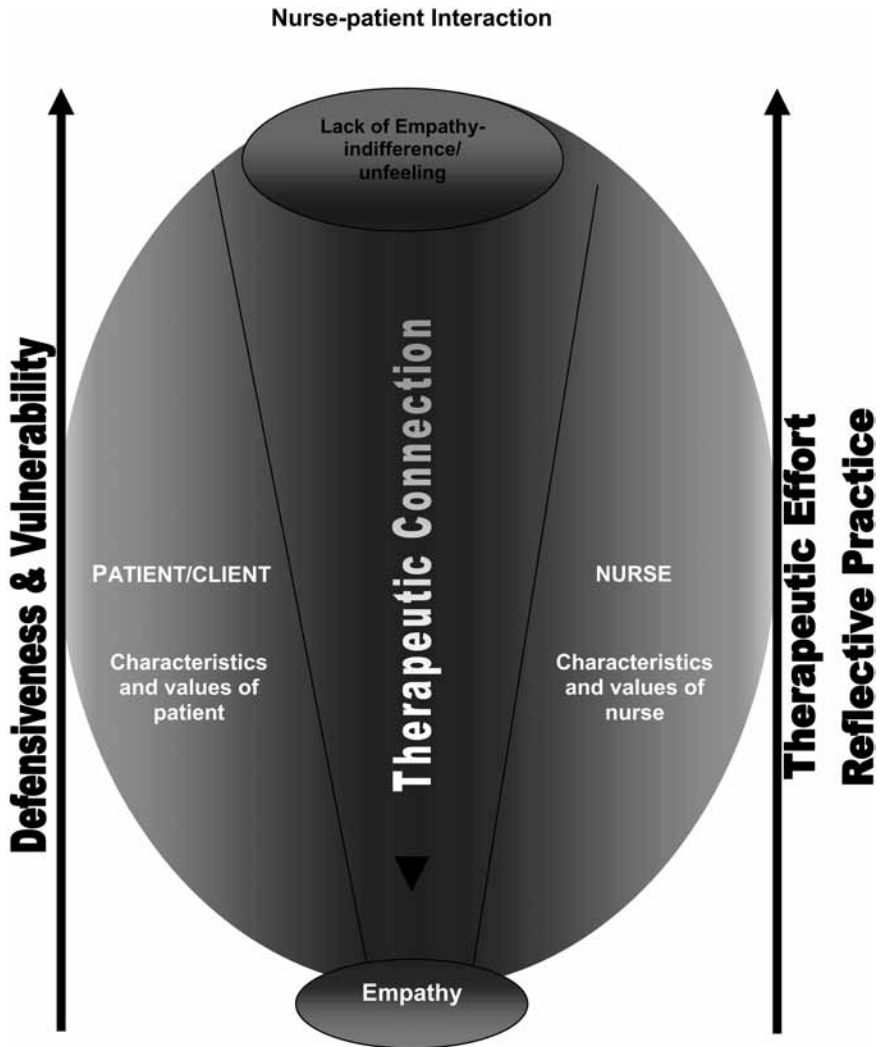 Nurse-patient Interaction
Lack of Empathy-
indifference/
unfeeling
Defensiveness & Vulnerability
PATIENT/CLIENT
Characteristics
and values of
patient
Therapeutic Connection
NURSE
Characteristics
and values of
nurse
Therapeutic Effort
Reflective Practice
Empathy